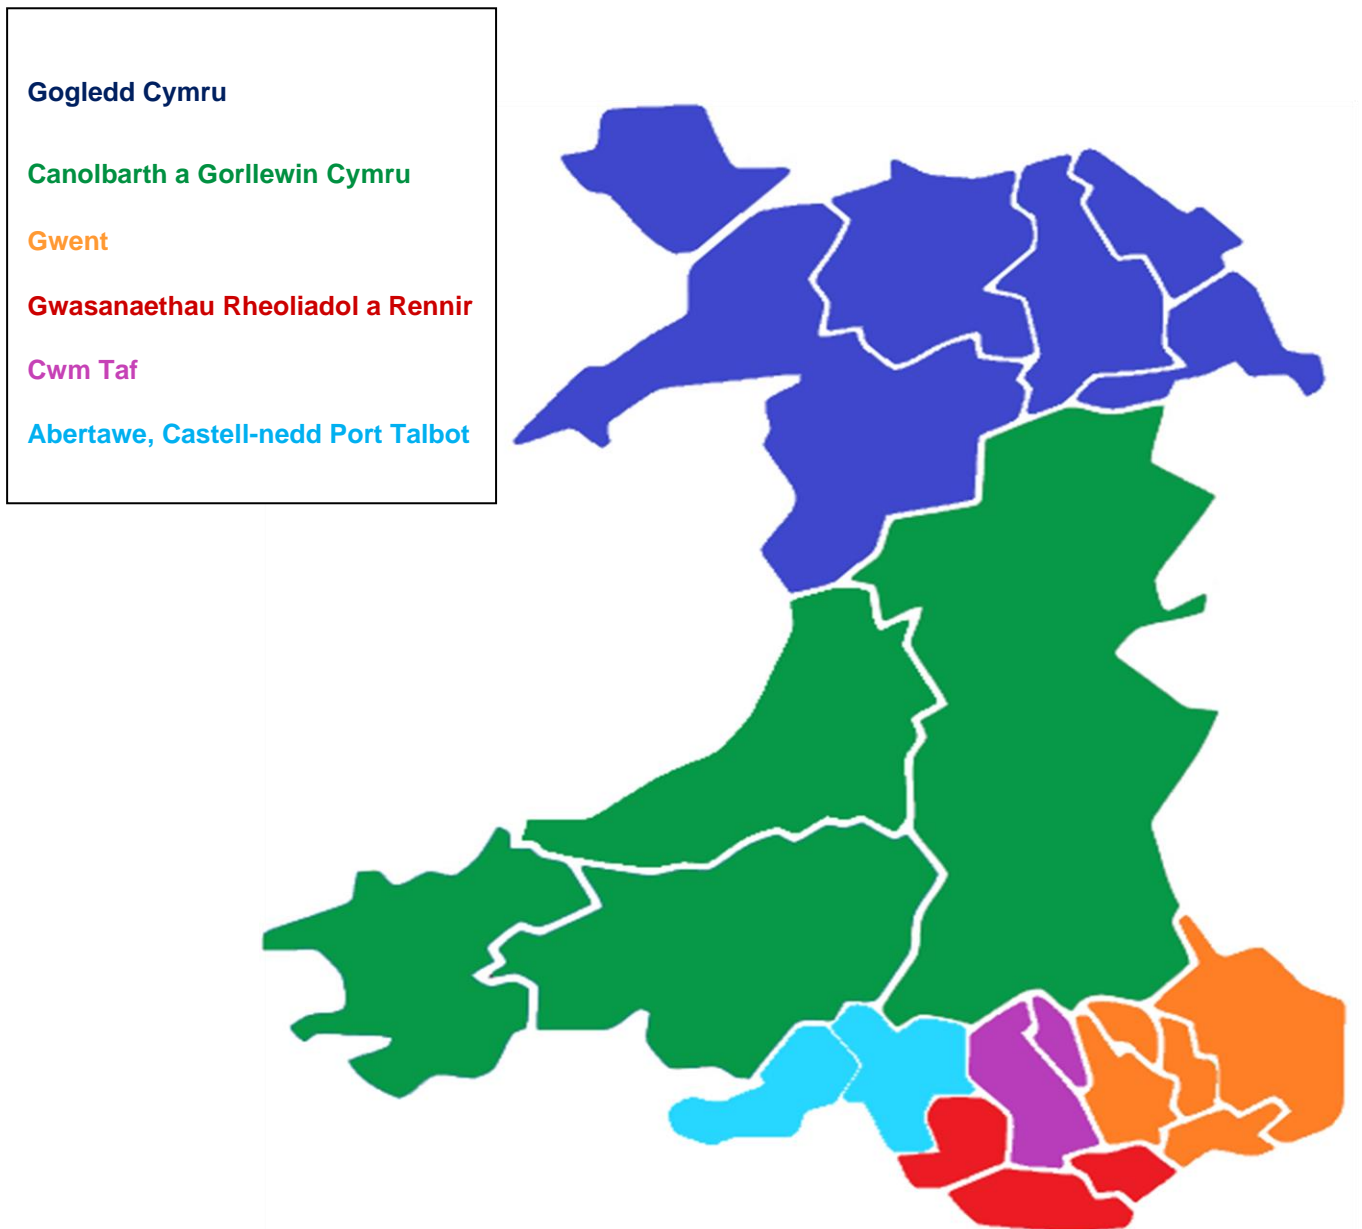 Gogledd Cymru
Canolbarth a Gorllewin Cymru
Gwent
Gwasanaethau Rheoliadol a Rennir
Cwm Taf
Abertawe, Castell-nedd Port Talbot